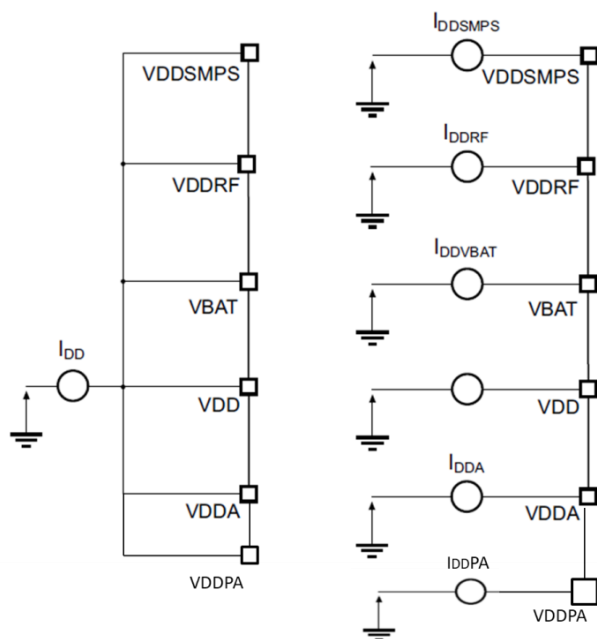 VDDSMPS
VDDRF
VBAT
IDD
VDD
VDDA
VDDPA
IDDSMPS
VDDSMPS
IDDRF
VDDRF
IDDVBAT
VBAT
VDD
IDDA
VDDA
IDDPA
VDDPA